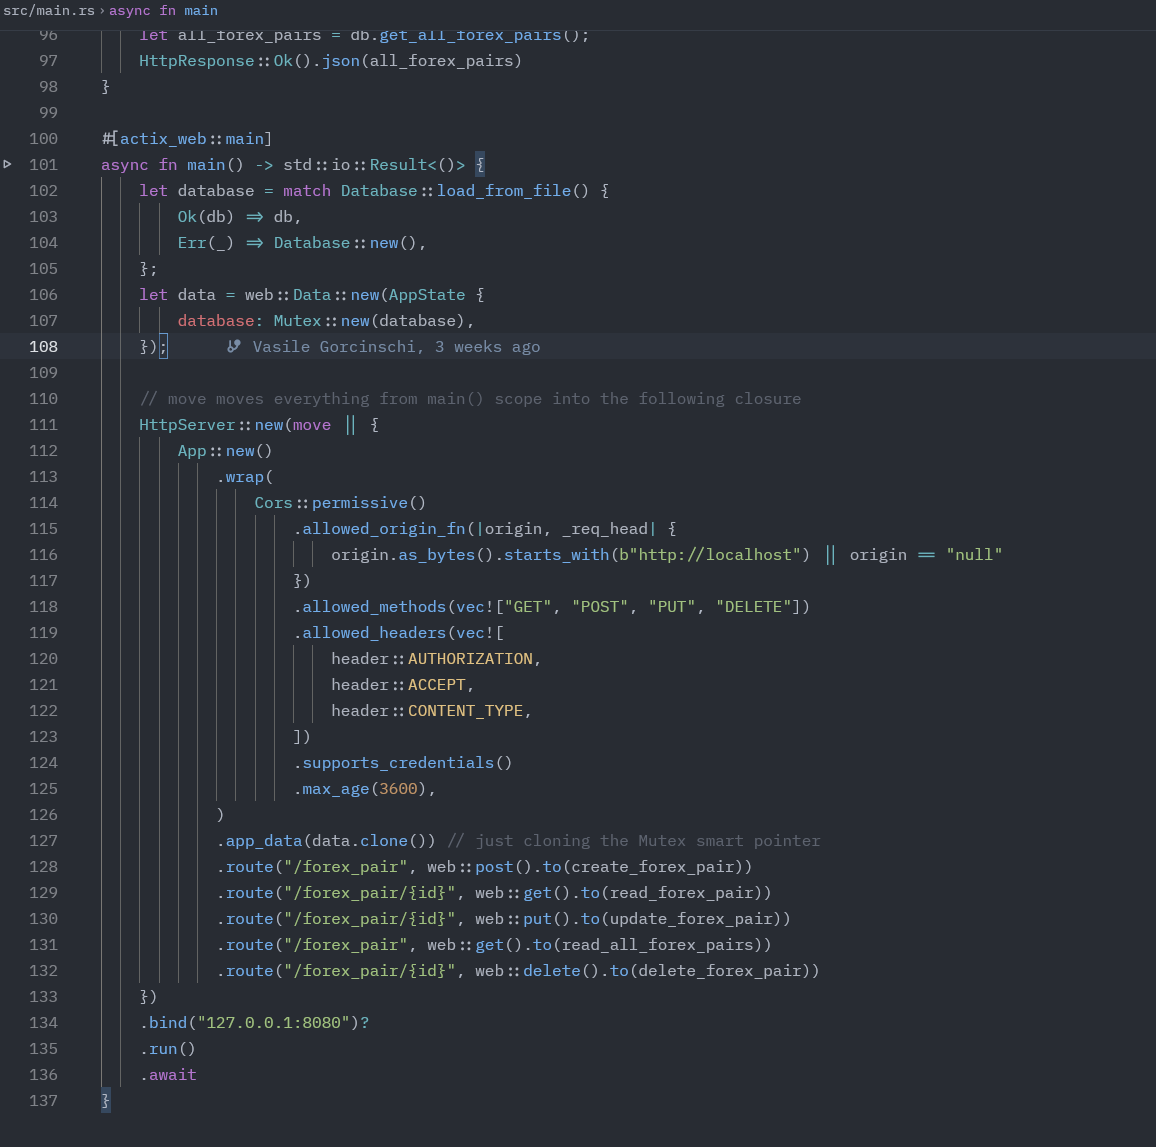 src/main.rs › async fn main
96 let all_forex_pairs = db.get_all_forex_pairs();
97 HttpResponse::Ok().json(all_forex_pairs)
98 }
99
100 #[actix_web::main]
101 async fn main() -> std::io::Result<()> {
102 let database = match Database::load_from_file() {
103 Ok(db) => db,
104 Err(_) => Database::new(),
105 };
106 let data = web::Data::new(AppState {
107 database: Mutex::new(database),
108 }); Vasile Gorcinschi, 3 weeks ago
109
110 // move moves everything from main() scope into the following closure
111 HttpServer::new(move || {
112 App::new()
113 .wrap(
114 Cors::permissive()
115 .allowed_origin_fn(|origin, _req_head| {
116 origin.as_bytes().starts_with(b"http://localhost") || origin == "null"
117 })
118 .allowed_methods(vec!["GET", "POST", "PUT", "DELETE"])
119 .allowed_headers(vec![
120 header::AUTHORIZATION,
121 header::ACCEPT,
122 header::CONTENT_TYPE,
123 ])
124 .supports_credentials()
125 .max_age(3600),
126 )
127 .app_data(data.clone()) // just cloning the Mutex smart pointer
128 .route("/forex_pair", web::post().to(create_forex_pair))
129 .route("/forex_pair/{id}", web::get().to(read_forex_pair))
130 .route("/forex_pair/{id}", web::put().to(update_forex_pair))
131 .route("/forex_pair", web::get().to(read_all_forex_pairs))
132 .route("/forex_pair/{id}", web::delete().to(delete_forex_pair))
133 })
134 .bind("127.0.0.1:8080")?
135 .run()
136 .await
137 }